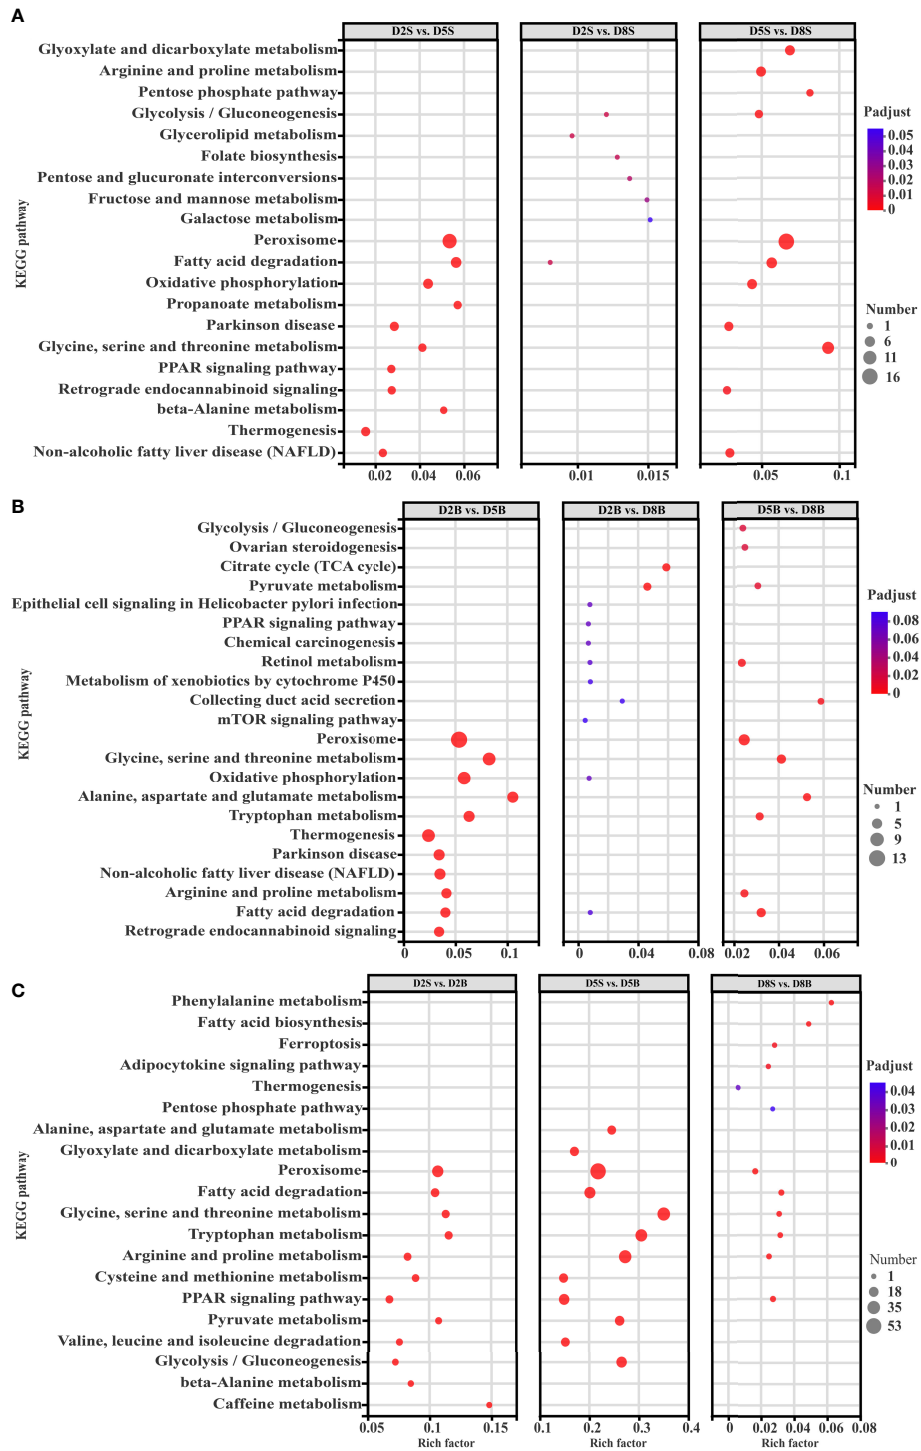 A
D2S vs. D5S
D2S vs. D8S
D5S vs. D8S
KEGG pathway
Glyoxylate and dicarboxylate metabolism
Arginine and proline metabolism
Pentose phosphate pathway
Glycolysis / Gluconeogenesis
Glycerolipid metabolism
Folate biosynthesis
Pentose and glucuronate interconversions
Fructose and mannose metabolism
Galactose metabolism
Peroxisome
Fatty acid degradation
Oxidative phosphorylation
Propanoate metabolism
Parkinson disease
Glycine, serine and threonine metabolism
PPAR signaling pathway
Retrograde endocannabinoid signaling
beta-Alanine metabolism
Thermogenesis
Non-alcoholic fatty liver disease (NAFLD)
0.02 0.04 0.06
0.01 0.015
0.05 0.1
Padjust
0.05
0.04
0.03
0.02
0.01
0
Number
1
6
11
16
B
D2B vs. D5B
D2B vs. D8B
D5B vs. D8B
KEGG pathway
Glycolysis / Gluconeogenesis
Ovarian steroidogenesis
Citrate cycle (TCA cycle)
Pyruvate metabolism
Epithelial cell signaling in Helicobacter pylori infection
PPAR signaling pathway
Chemical carcinogenesis
Retinol metabolism
Metabolism of xenobiotics by cytochrome P450
Collecting duct acid secretion
mTOR signaling pathway
Peroxisome
Glycine, serine and threonine metabolism
Oxidative phosphorylation
Alanine, aspartate and glutamate metabolism
Tryptophan metabolism
Thermogenesis
Parkinson disease
Non-alcoholic fatty liver disease (NAFLD)
Arginine and proline metabolism
Fatty acid degradation
Retrograde endocannabinoid signaling
0 0.05 0.1
0 0.04 0.08
0.02 0.04 0.06
Padjust
0.08
0.06
0.04
0.02
0
Number
1
5
9
13
C
D2S vs. D2B
D5S vs. D5B
D8S vs. D8B
KEGG pathway
Phenylalanine metabolism
Fatty acid biosynthesis
Ferroptosis
Adipocytokine signaling pathway
Thermogenesis
Pentose phosphate pathway
Alanine, aspartate and glutamate metabolism
Glyoxylate and dicarboxylate metabolism
Peroxisome
Fatty acid degradation
Glycine, serine and threonine metabolism
Tryptophan metabolism
Arginine and proline metabolism
Cysteine and methionine metabolism
PPAR signaling pathway
Pyruvate metabolism
Valine, leucine and isoleucine degradation
Glycolysis / Gluconeogenesis
beta-Alanine metabolism
Caffeine metabolism
0.05 0.1 0.15
0.1 0.2 0.3 0.4
0 0.02 0.04 0.06 0.08
Rich factor
Rich factor
Rich factor
Padjust
0.04
0.03
0.02
0.01
0
Number
1
18
35
53